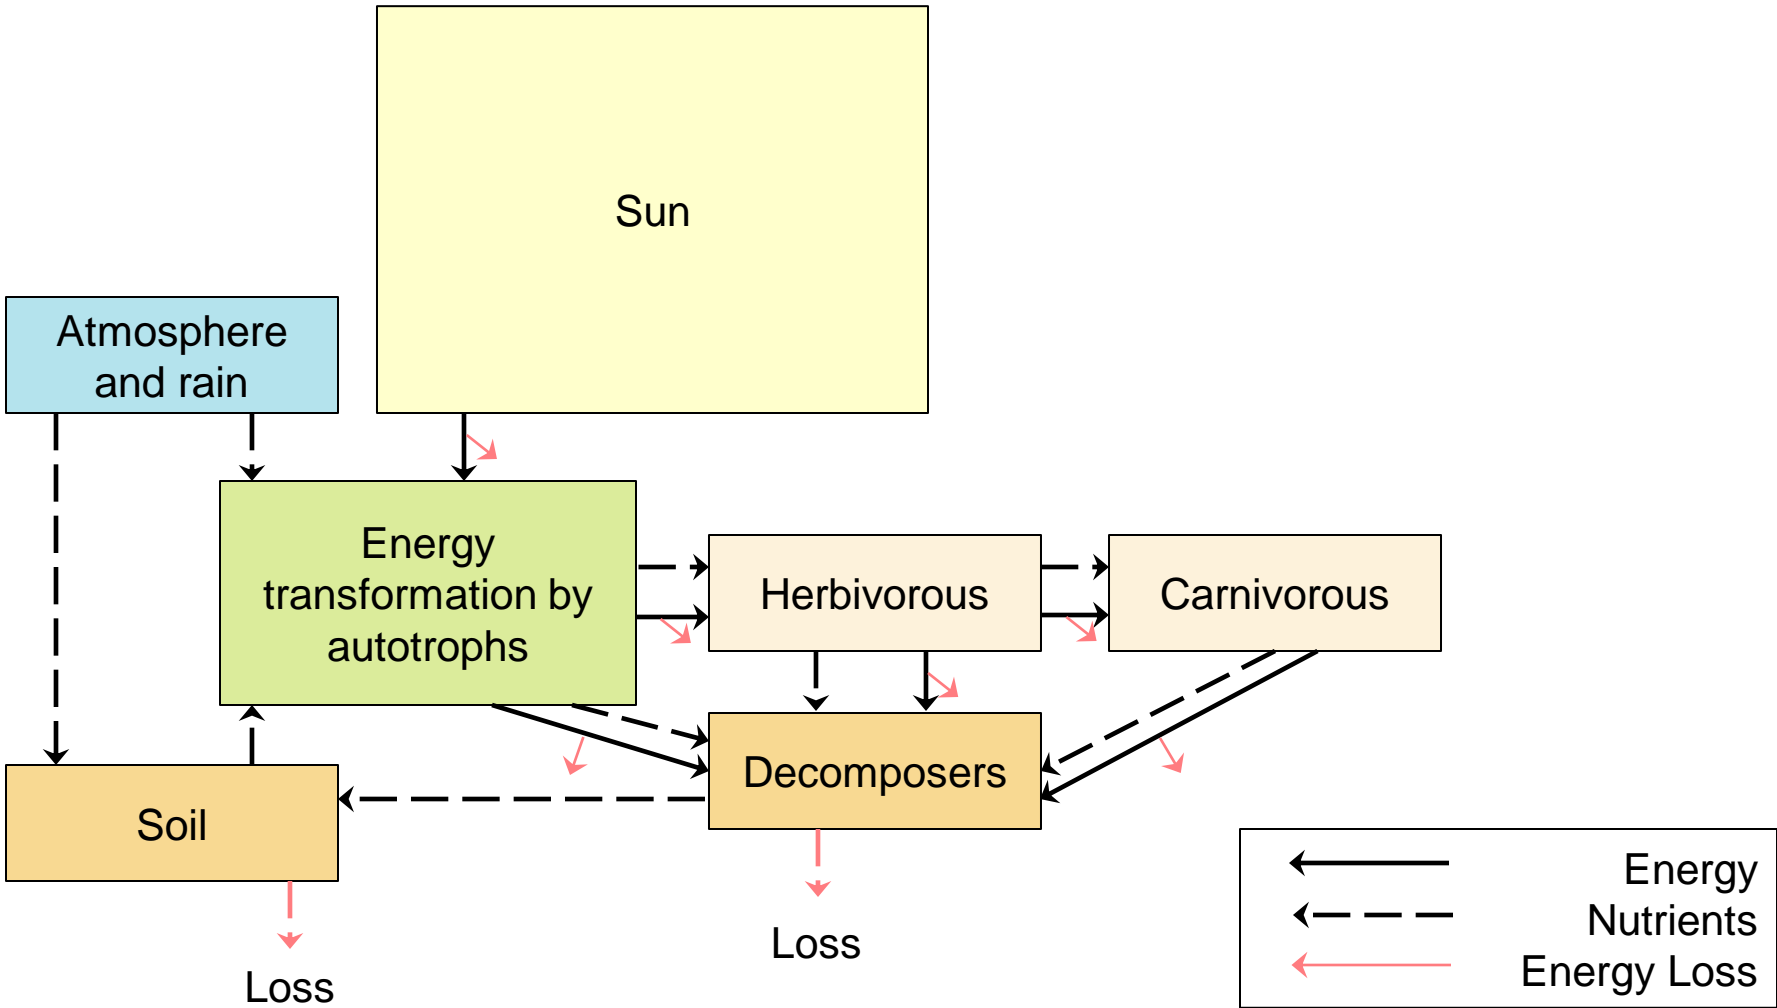 Sun
Atmosphere
and rain
Energy
transformation by
autotrophs
Herbivorous
Carnivorous
Decomposers
Soil
Loss
Loss
Energy
Nutrients
Energy Loss